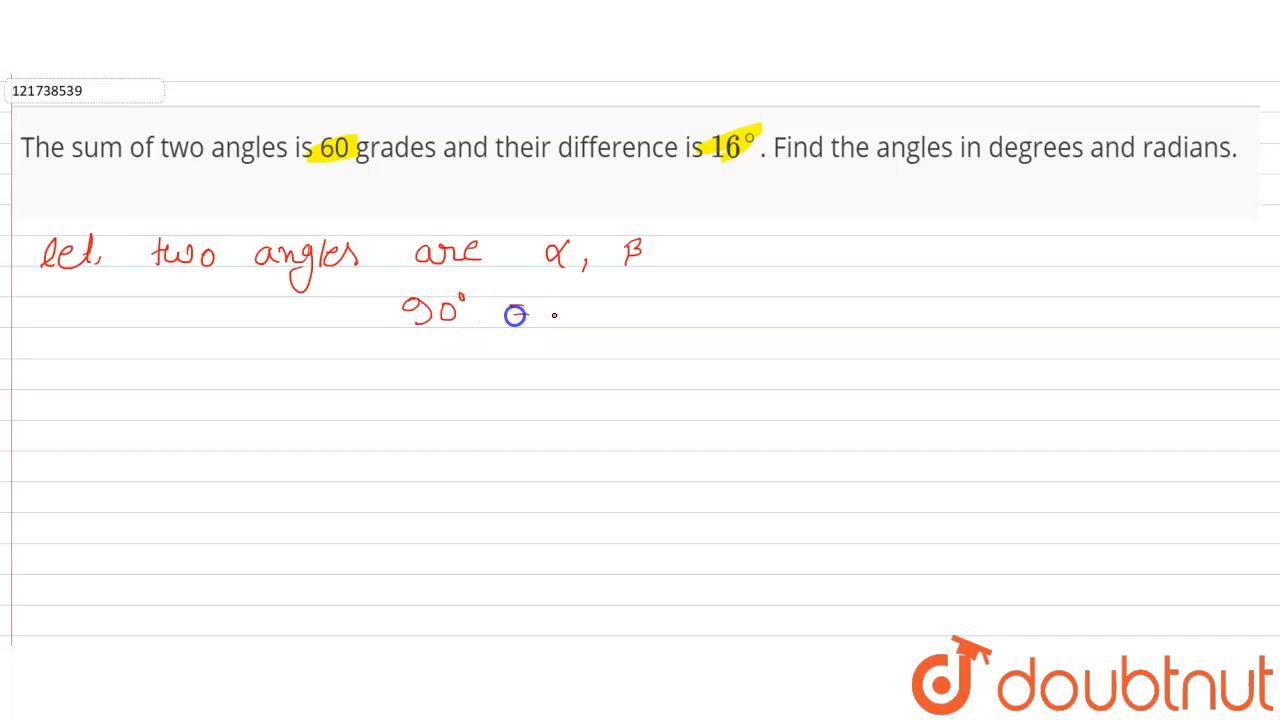 121738539
The sum of two angles is 60 grades and their difference is 16°. Find the angles in degrees and radians.
let, two angles are α, β
90° =
doubtnut